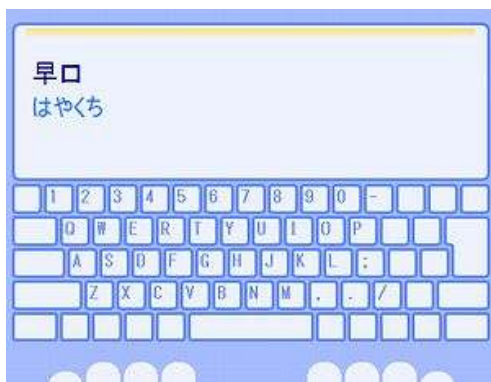 早口
はやくち
1 2 3 4 5 6 7 8 9 0 -
Q W E R T Y U I O P
A S D F G H J K L ;
Z X C V B N M , . /